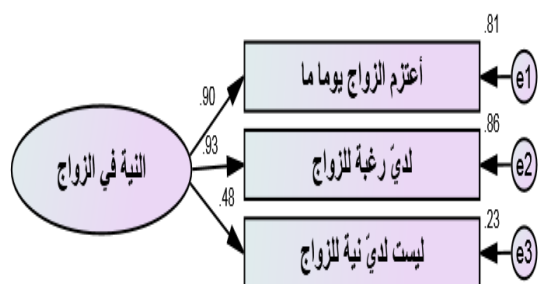 .81
أعتزم الزواج يوما ما
e1
.90
.86
لديّ رغبة للزواج
e2
.93
النية في الزواج
.48
.23
ليست لديّ نية للزواج
e3